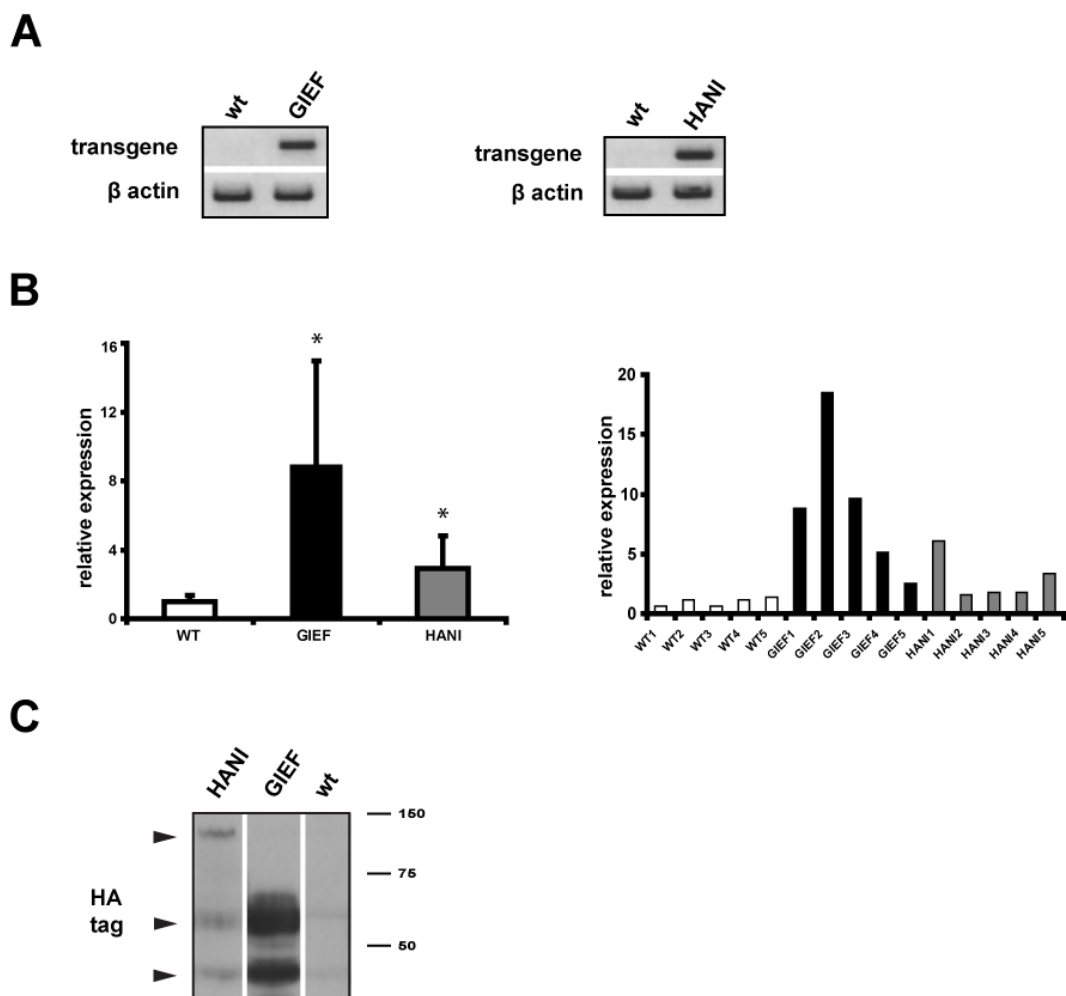 A
wt GIEF
transgene
β actin
wt HANI
transgene
β actin
B
relative expression
16
12
8
4
0
*
*
WT GIEF HANI
relative expression
20
15
10
5
0
WT1 WT2 WT3 WT4 WT5 GIEF1 GIEF2 GIEF3 GIEF4 GIEF5 HANI1 HANI2 HANI3 HANI4 HANI5
C
HANI GIEF wt
150
75
HA
tag
50